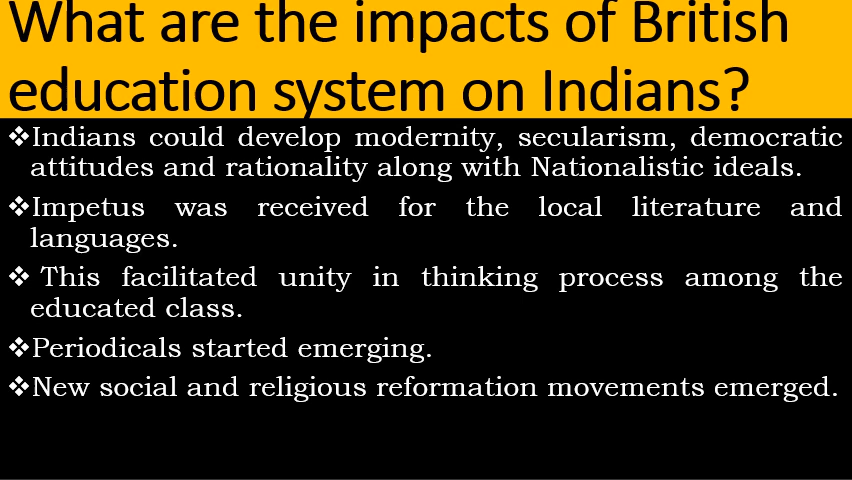 What are the impacts of British
education system on Indians?
❖Indians could develop modernity, secularism, democratic
attitudes and rationality along with Nationalistic ideals.
❖Impetus was received for the local literature and
languages.
❖ This facilitated unity in thinking process among the
educated class.
❖Periodicals started emerging.
❖New social and religious reformation movements emerged.